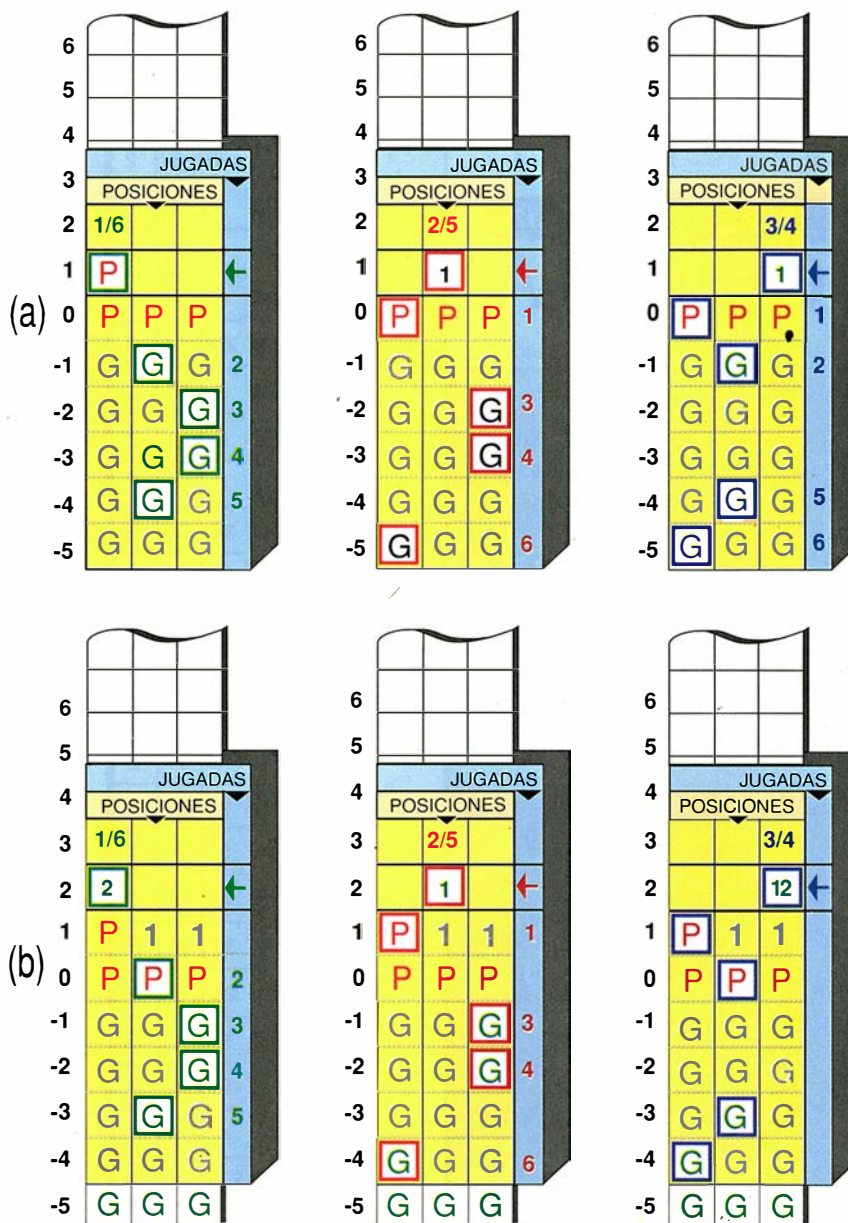 6 6 6
5 5 5
4 4 4
JUGADAS JUGADAS JUGADAS
3 POSICIONES 3 POSICIONES 3 POSICIONES
2 1/6 2 2/5 2 3/4
1 P ← 1 1 ← 1 1 ←
(a) 0 P P P 0 P P P 1 0 P P P 1
-1 G G G 2 -1 G G G -1 G G G 2
-2 G G G 3 -2 G G G 3 -2 G G G
-3 G G G 4 -3 G G G 4 -3 G G G
-4 G G G 5 -4 G G G -4 G G G 5
-5 G G G -5 G G G 6 -5 G G G 6
6 6 6
5 5 5
JUGADAS JUGADAS JUGADAS
4 POSICIONES 4 POSICIONES 4 POSICIONES
3 1/6 3 2/5 3 3/4
2 2 ← 2 1 ← 2 12 ←
1 P 1 1 1 P 1 1 1 1 P 1 1
(b) 0 P P P 2 0 P P P 0 P P P
-1 G G G 3 -1 G G G 3 -1 G G G
-2 G G G 4 -2 G G G 4 -2 G G G
-3 G G G 5 -3 G G G -3 G G G
-4 G G G -4 G G G 6 -4 G G G
-5 G G G -5 G G G -5 G G G